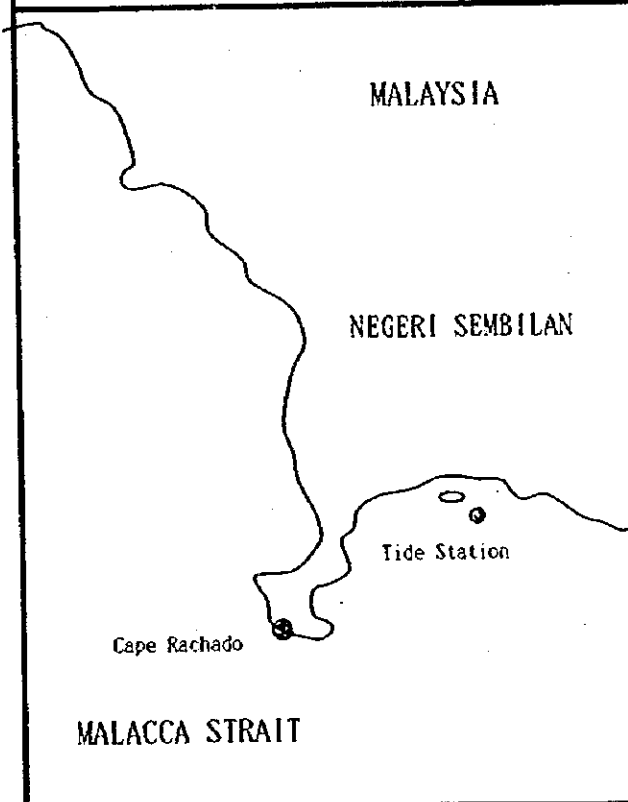 MALAYSIA
NEGERI SEMBILAN
Tide Station
Cape Rachado
MALACCA STRAIT